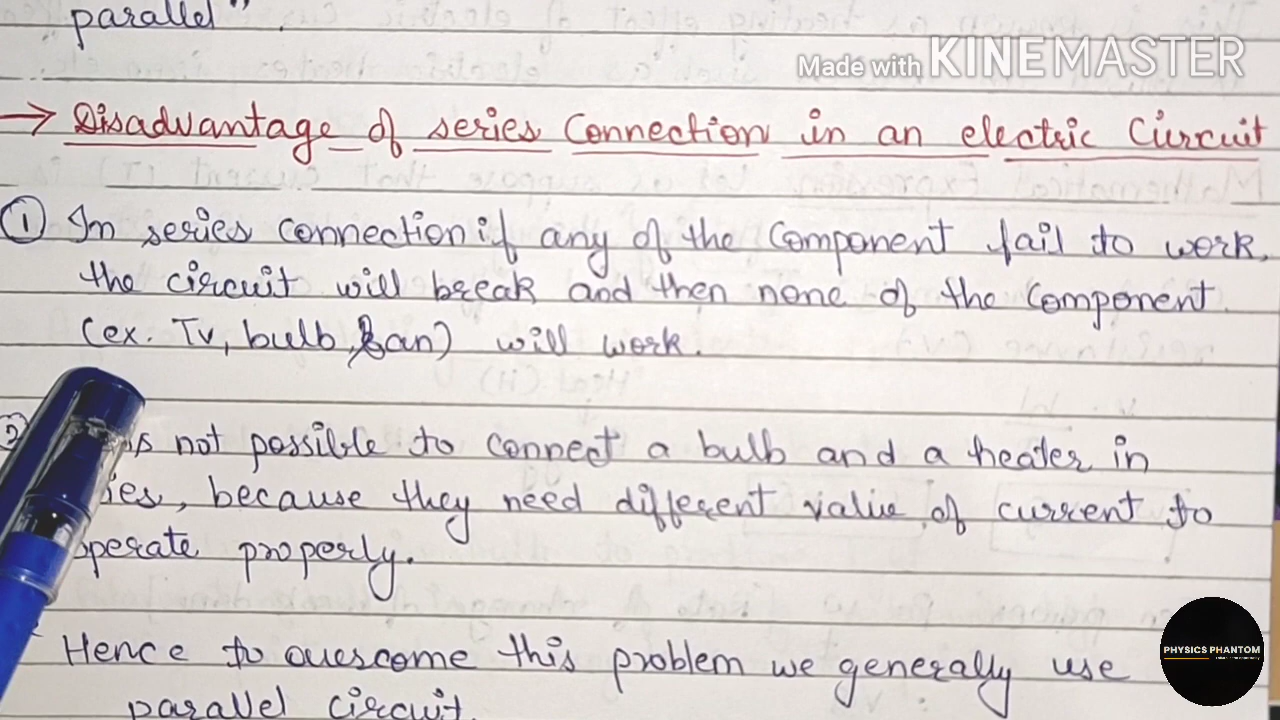 parallel".
Made with KINEMASTER
→ Disadvantage of series Connection in an electric Circuit
① In series connection if any of the Component fail to work.
the circuit will break and then none of the Component
(ex. Tv, bulb, fan) will work.
not possible to connect a bulb and a heater in
because they need different value of current to
operate properly.
Hence to overcome this problem we generally use
parallel circuit.
PHYSICS PHANTOM